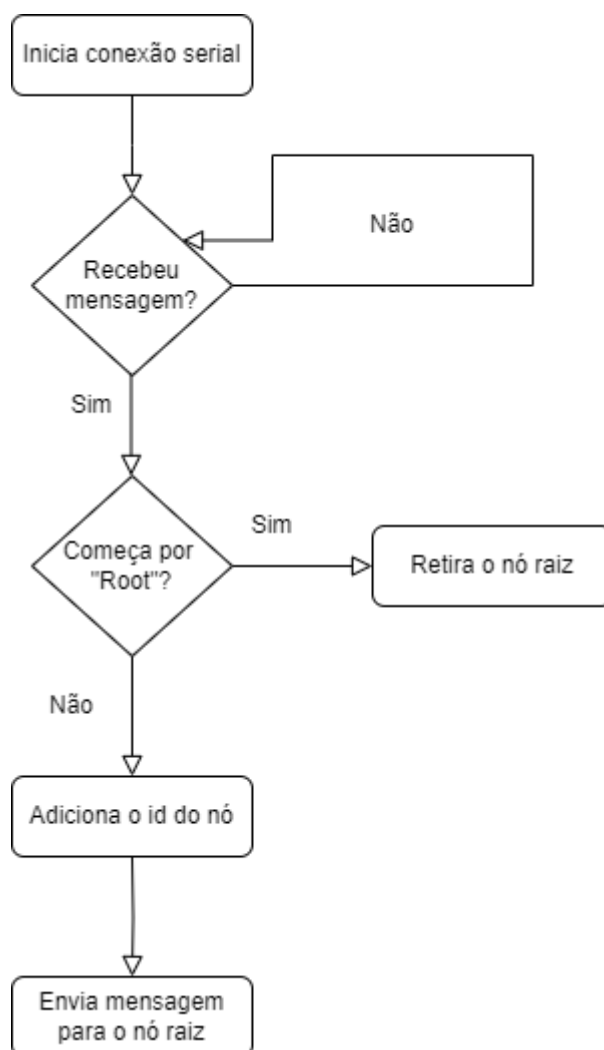 Inicia conexão serial
Não
Recebeu
mensagem?
Sim
Começa por
"Root"?
Sim
Retira o nó raiz
Não
Adiciona o id do nó
Envia mensagem
para o nó raiz